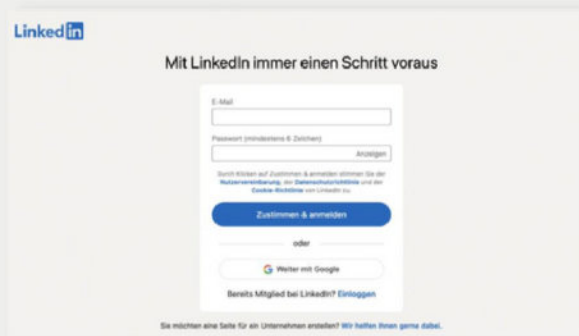 Linked in
Mit LinkedIn immer einen Schritt voraus
E-Mail
Passwort (mindestens 6 Zeichen)
Anzeigen
Durch Klicken auf Zustimmen & anmelden stimmen Sie der
Nutzervereinbarung, der Datenschutzrichtlinie und der
Cookie-Richtlinie von LinkedIn zu.
Zustimmen & anmelden
oder
Weiter mit Google
Bereits Mitglied bei LinkedIn? Einloggen
Sie möchten eine Seite für ein Unternehmen erstellen? Wir helfen Ihnen gerne dabei.